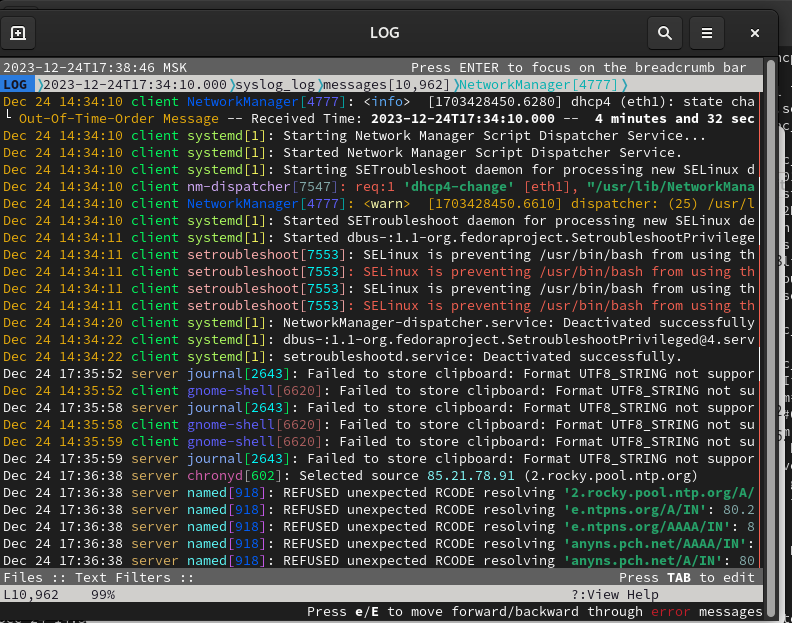 LOG
2023-12-24T17:38:46 MSK Press ENTER to focus on the breadcrumb bar
LOG ❭2023-12-24T17:34:10.000❭syslog_log❭messages[10,962]❭NetworkManager[4777]❭
Dec 24 14:34:10 client NetworkManager[4777]: <info>  [1703428450.6280] dhcp4 (eth1): state cha
└ Out-Of-Time-Order Message -- Received Time: 2023-12-24T17:34:10.000 --  4 minutes and 32 sec
Dec 24 14:34:10 client systemd[1]: Starting Network Manager Script Dispatcher Service...
Dec 24 14:34:10 client systemd[1]: Started Network Manager Script Dispatcher Service.
Dec 24 14:34:10 client systemd[1]: Starting SETroubleshoot daemon for processing new SELinux d
Dec 24 14:34:10 client nm-dispatcher[7547]: req:1 'dhcp4-change' [eth1], "/usr/lib/NetworkMana
Dec 24 14:34:10 client NetworkManager[4777]: <warn>  [1703428450.6610] dispatcher: (25) /usr/l
Dec 24 14:34:10 client systemd[1]: Started SETroubleshoot daemon for processing new SELinux de
Dec 24 14:34:11 client systemd[1]: Started dbus-:1.1-org.fedoraproject.SetroubleshootPrivilege
Dec 24 14:34:11 client setroubleshoot[7553]: SELinux is preventing /usr/bin/bash from using th
Dec 24 14:34:11 client setroubleshoot[7553]: SELinux is preventing /usr/bin/bash from using th
Dec 24 14:34:11 client setroubleshoot[7553]: SELinux is preventing /usr/bin/bash from using th
Dec 24 14:34:11 client setroubleshoot[7553]: SELinux is preventing /usr/bin/bash from using th
Dec 24 14:34:20 client systemd[1]: NetworkManager-dispatcher.service: Deactivated successfully
Dec 24 14:34:22 client systemd[1]: dbus-:1.1-org.fedoraproject.SetroubleshootPrivileged@4.serv
Dec 24 14:34:22 client systemd[1]: setroubleshootd.service: Deactivated successfully.
Dec 24 17:35:52 server journal[2643]: Failed to store clipboard: Format UTF8_STRING not suppor
Dec 24 14:35:52 client gnome-shell[6620]: Failed to store clipboard: Format UTF8_STRING not su
Dec 24 17:35:58 server journal[2643]: Failed to store clipboard: Format UTF8_STRING not suppor
Dec 24 14:35:58 client gnome-shell[6620]: Failed to store clipboard: Format UTF8_STRING not su
Dec 24 14:35:59 client gnome-shell[6620]: Failed to store clipboard: Format UTF8_STRING not su
Dec 24 17:35:59 server journal[2643]: Failed to store clipboard: Format UTF8_STRING not suppor
Dec 24 17:36:38 server chronyd[602]: Selected source 85.21.78.91 (2.rocky.pool.ntp.org)
Dec 24 17:36:38 server named[918]: REFUSED unexpected RCODE resolving '2.rocky.pool.ntp.org/A/
Dec 24 17:36:38 server named[918]: REFUSED unexpected RCODE resolving 'e.ntpns.org/A/IN': 80.2
Dec 24 17:36:38 server named[918]: REFUSED unexpected RCODE resolving 'e.ntpns.org/AAAA/IN': 8
Dec 24 17:36:38 server named[918]: REFUSED unexpected RCODE resolving 'anyns.pch.net/AAAA/IN':
Dec 24 17:36:38 server named[918]: REFUSED unexpected RCODE resolving 'anyns.pch.net/A/IN': 80
Files :: Text Filters :: Press TAB to edit
L10,962 99% ?:View Help
Press e/E to move forward/backward through error messages